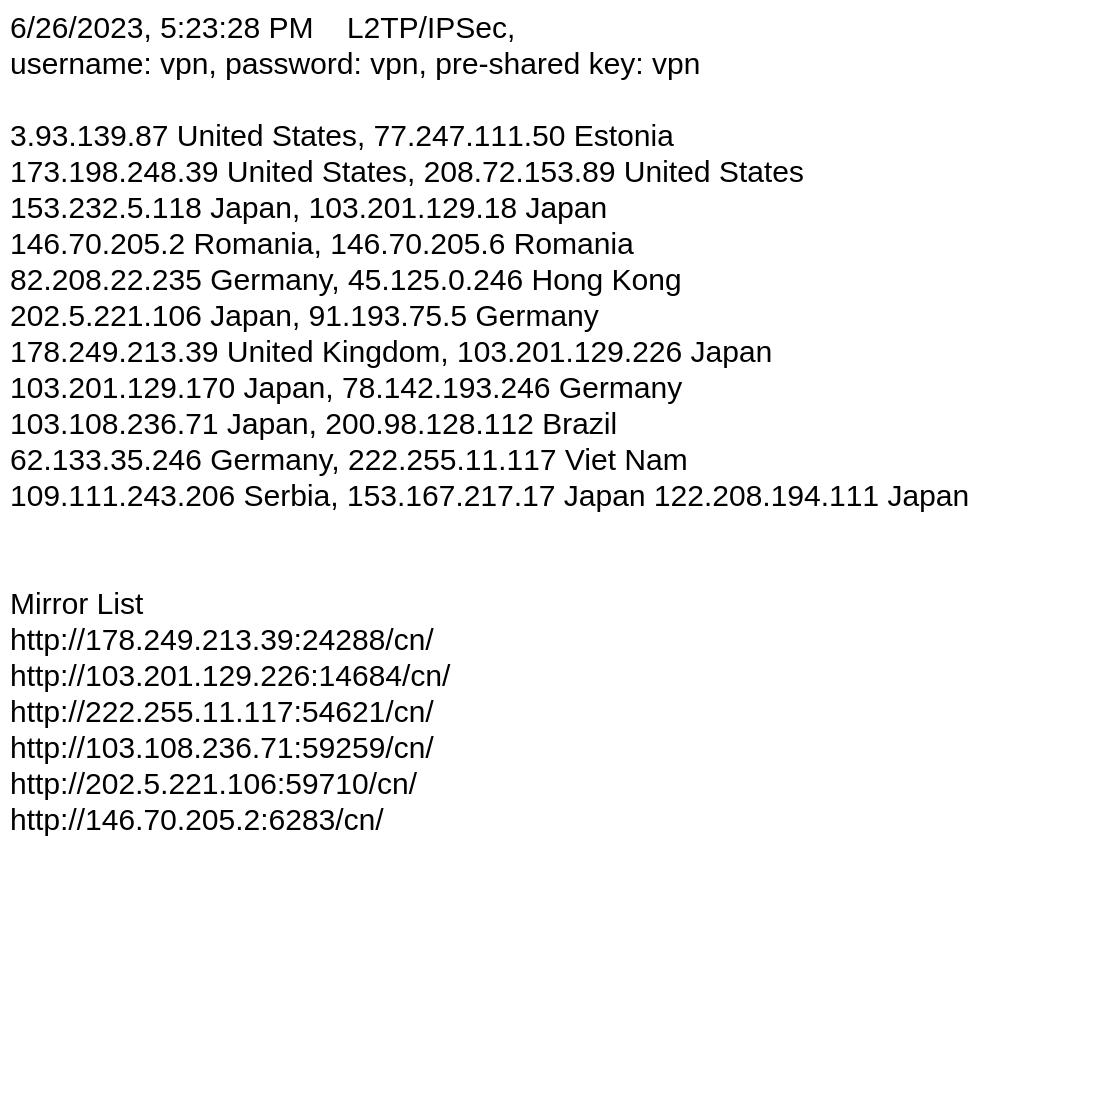 6/26/2023, 5:23:28 PM    L2TP/IPSec,
username: vpn, password: vpn, pre-shared key: vpn
3.93.139.87 United States, 77.247.111.50 Estonia
173.198.248.39 United States, 208.72.153.89 United States
153.232.5.118 Japan, 103.201.129.18 Japan
146.70.205.2 Romania, 146.70.205.6 Romania
82.208.22.235 Germany, 45.125.0.246 Hong Kong
202.5.221.106 Japan, 91.193.75.5 Germany
178.249.213.39 United Kingdom, 103.201.129.226 Japan
103.201.129.170 Japan, 78.142.193.246 Germany
103.108.236.71 Japan, 200.98.128.112 Brazil
62.133.35.246 Germany, 222.255.11.117 Viet Nam
109.111.243.206 Serbia, 153.167.217.17 Japan 122.208.194.111 Japan
Mirror List
http://178.249.213.39:24288/cn/
http://103.201.129.226:14684/cn/
http://222.255.11.117:54621/cn/
http://103.108.236.71:59259/cn/
http://202.5.221.106:59710/cn/
http://146.70.205.2:6283/cn/